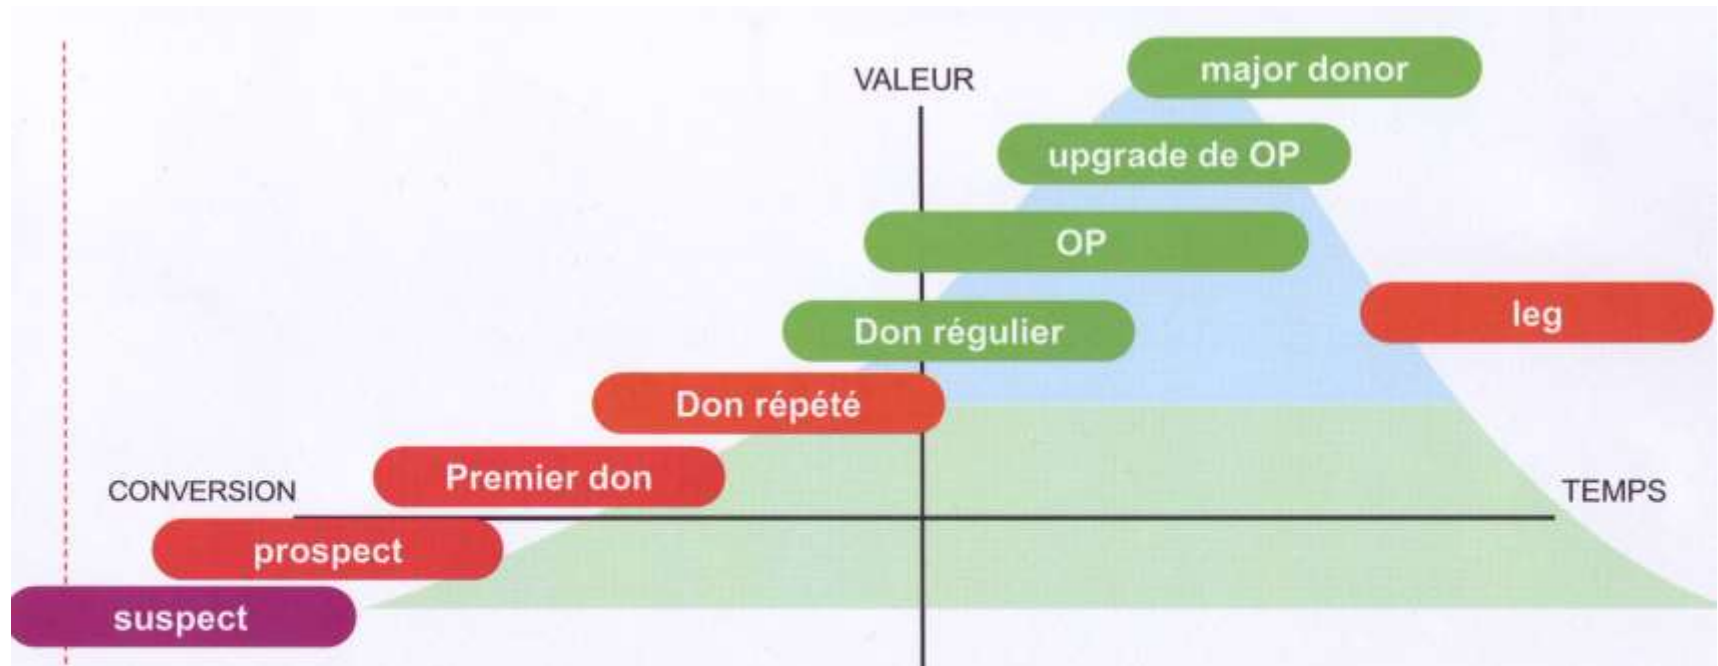 major donor
VALEUR
upgrade de OP
OP
leg
Don régulier
Don répété
Premier don
CONVERSION
TEMPS
prospect
suspect